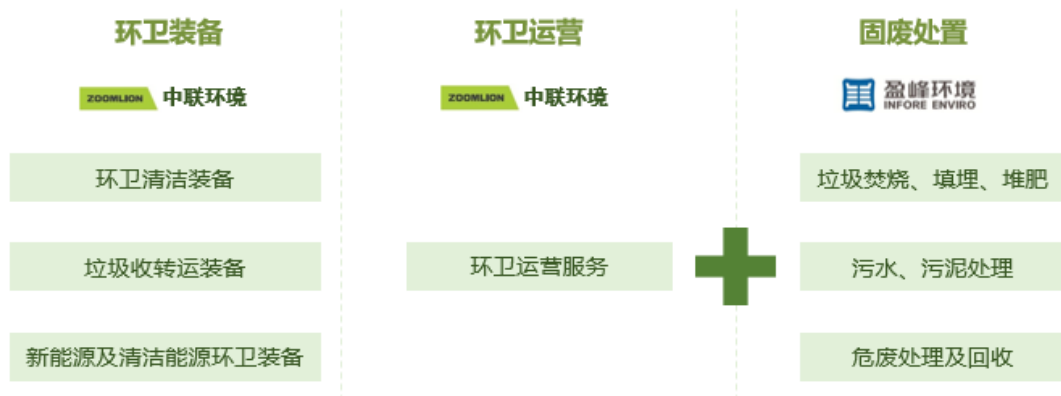 环卫装备
环卫运营
固废处置
ZOOMLION 中联环境
ZOOMLION 中联环境
盈峰环境
INFORE ENVIRO
环卫清洁装备
垃圾焚烧、填埋、堆肥
垃圾收转运装备
环卫运营服务
污水、污泥处理
新能源及清洁能源环卫装备
危废处理及回收